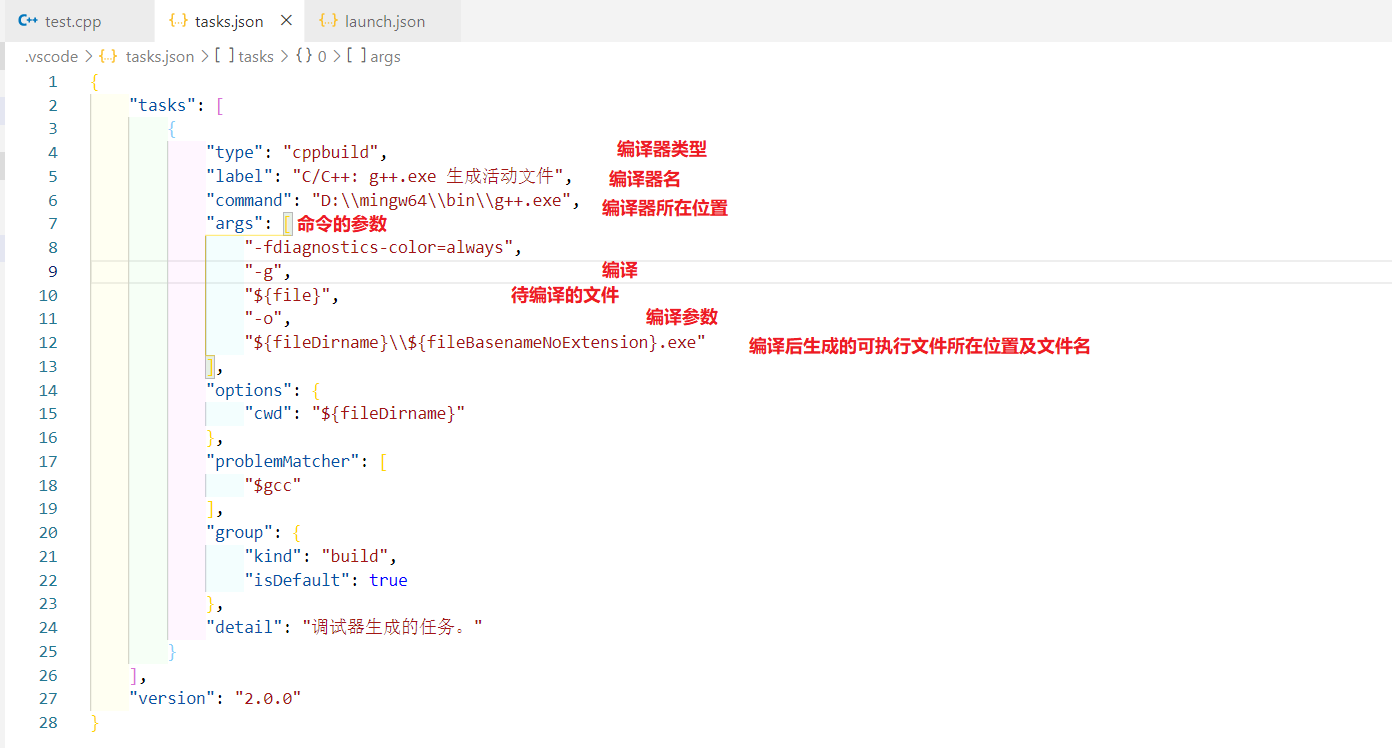 test.cpp tasks.json launch.json
.vscode > tasks.json > [ ] tasks > {} 0 > [ ] args
1 {
2 "tasks": [
3 {
4 "type": "cppbuild", 编译器类型
5 "label": "C/C++: g++.exe 生成活动文件", 编译器名
6 "command": "D:\\mingw64\\bin\\g++.exe", 编译器所在位置
7 "args": [ 命令的参数
8 "-fdiagnostics-color=always",
9 "-g", 编译
10 "${file}", 待编译的文件
11 "-o", 编译参数
12 "${fileDirname}\\${fileBasenameNoExtension}.exe" 编译后生成的可执行文件所在位置及文件名
13 ],
14 "options": {
15 "cwd": "${fileDirname}"
16 },
17 "problemMatcher": [
18 "$gcc"
19 ],
20 "group": {
21 "kind": "build",
22 "isDefault": true
23 },
24 "detail": "调试器生成的任务。"
25 }
26 ],
27 "version": "2.0.0"
28 }